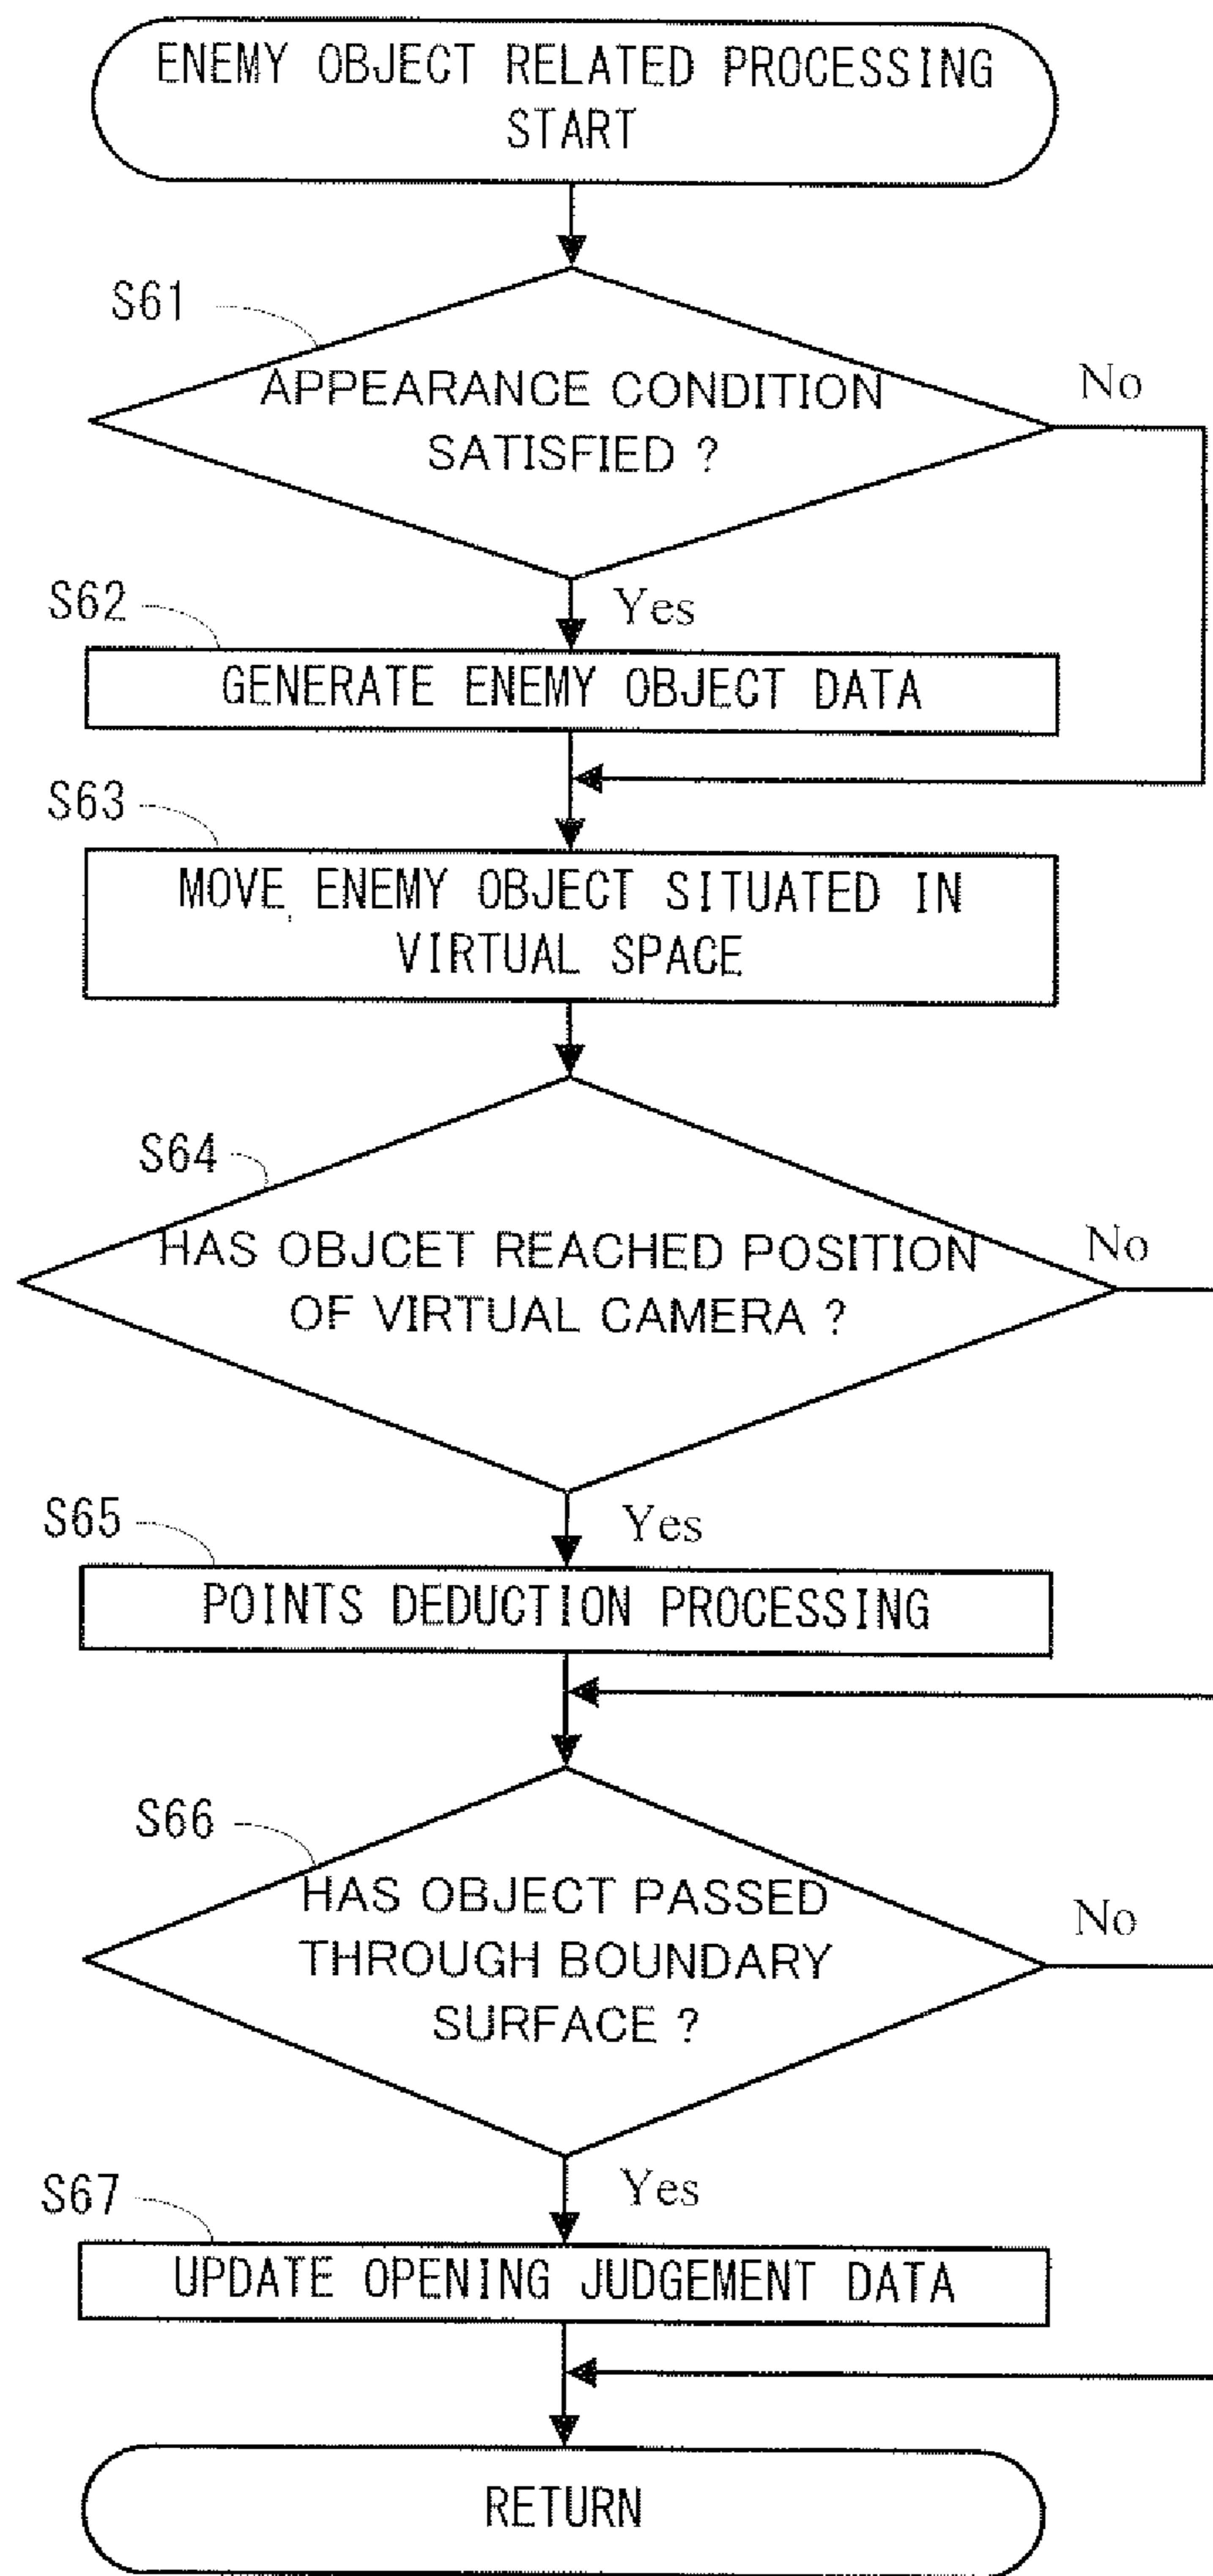 ENEMY OBJECT RELATED PROCESSING
START
S61
APPEARANCE CONDITION
SATISFIED ?
No
S62
Yes
GENERATE ENEMY OBJECT DATA
S63
MOVE ENEMY OBJECT SITUATED IN
VIRTUAL SPACE
S64
HAS OBJCET REACHED POSITION
OF VIRTUAL CAMERA ?
No
S65
Yes
POINTS DEDUCTION PROCESSING
S66
HAS OBJECT PASSED
THROUGH BOUNDARY
SURFACE ?
No
S67
Yes
UPDATE OPENING JUDGEMENT DATA
RETURN